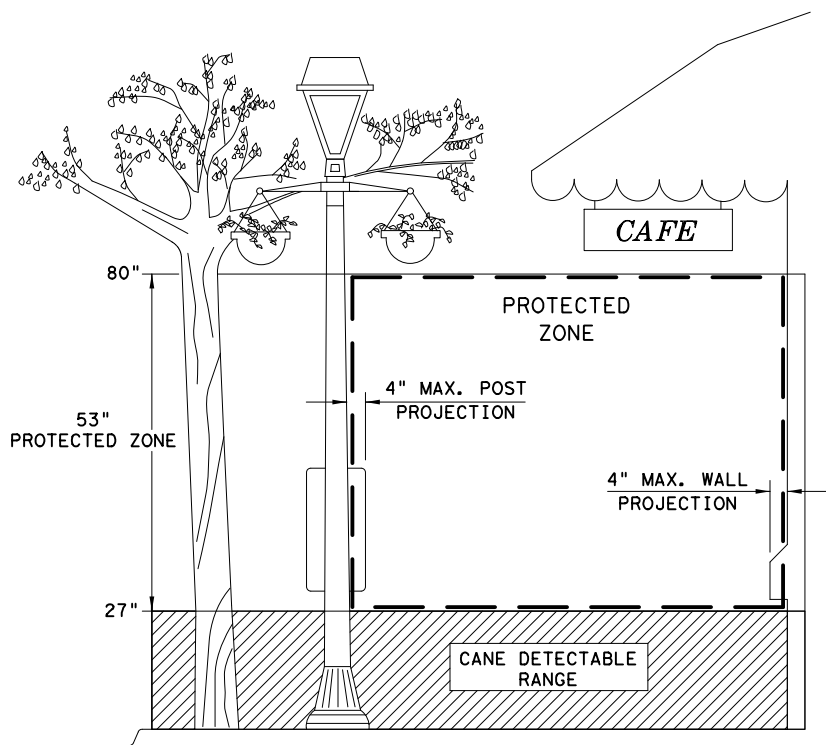 CAFE
80"
PROTECTED
ZONE
4" MAX. POST
PROJECTION
53"
PROTECTED ZONE
4" MAX. WALL
PROJECTION
27"
CANE DETECTABLE
RANGE